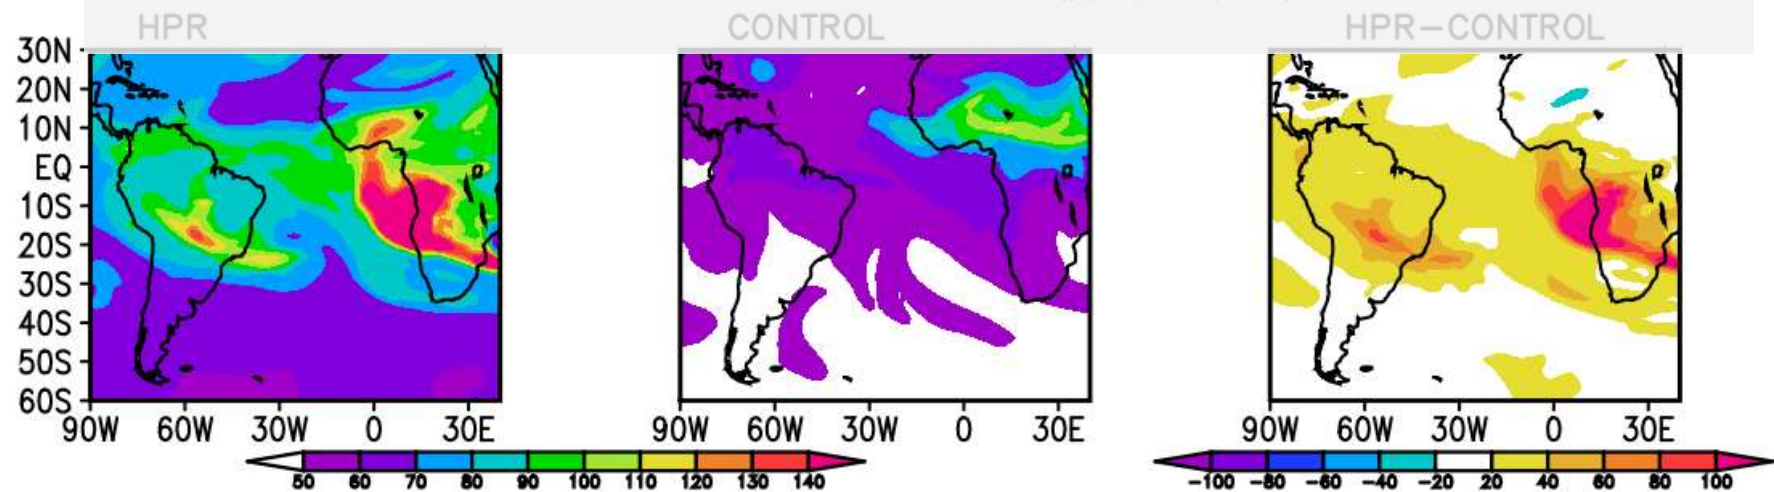 HPR CONTROL HPR-CONTROL
30N
20N
10N
EQ
10S
20S
30S
40S
50S
60S
90W 60W 30W 0 30E 90W 60W 30W 0 30E 90W 60W 30W 0 30E
50 60 70 80 90 100 110 120 130 140 -100 -80 -60 -40 -20 20 40 60 80 100